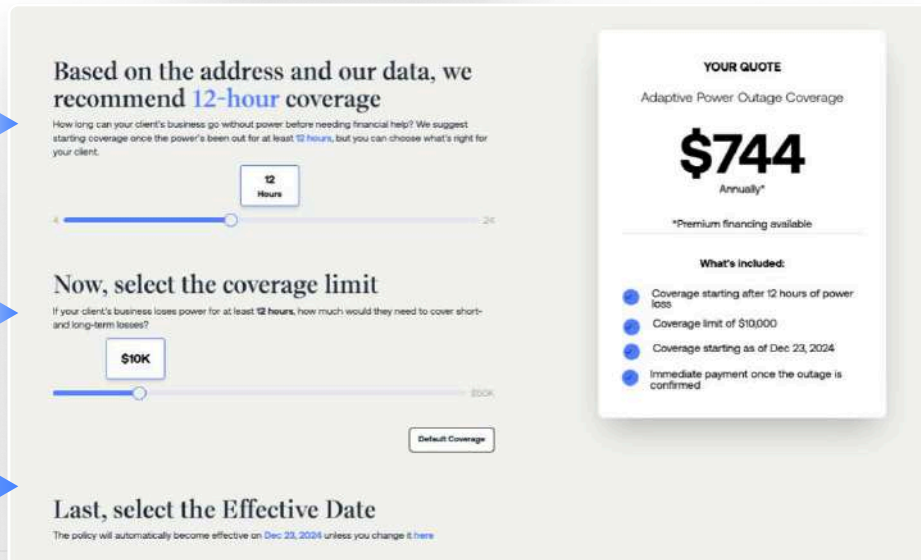 Based on the address and our data, we
recommend 12-hour coverage
How long can your client's business go without power before needing financial help? We suggest
starting coverage once the power's been out for at least 12 hours, but you can choose what's right for
your client.
12
Hours
4
24
Now, select the coverage limit
If your client's business loses power for at least 12 hours, how much would they need to cover short-
and long-term losses?
$10K
$50K
Default Coverage
Last, select the Effective Date
The policy will automatically become effective on Dec 23, 2024 unless you change it here
YOUR QUOTE
Adaptive Power Outage Coverage
$744
Annually*
*Premium financing available
What's included:
Coverage starting after 12 hours of power
loss
Coverage limit of $10,000
Coverage starting as of Dec 23, 2024
Immediate payment once the outage is
confirmed